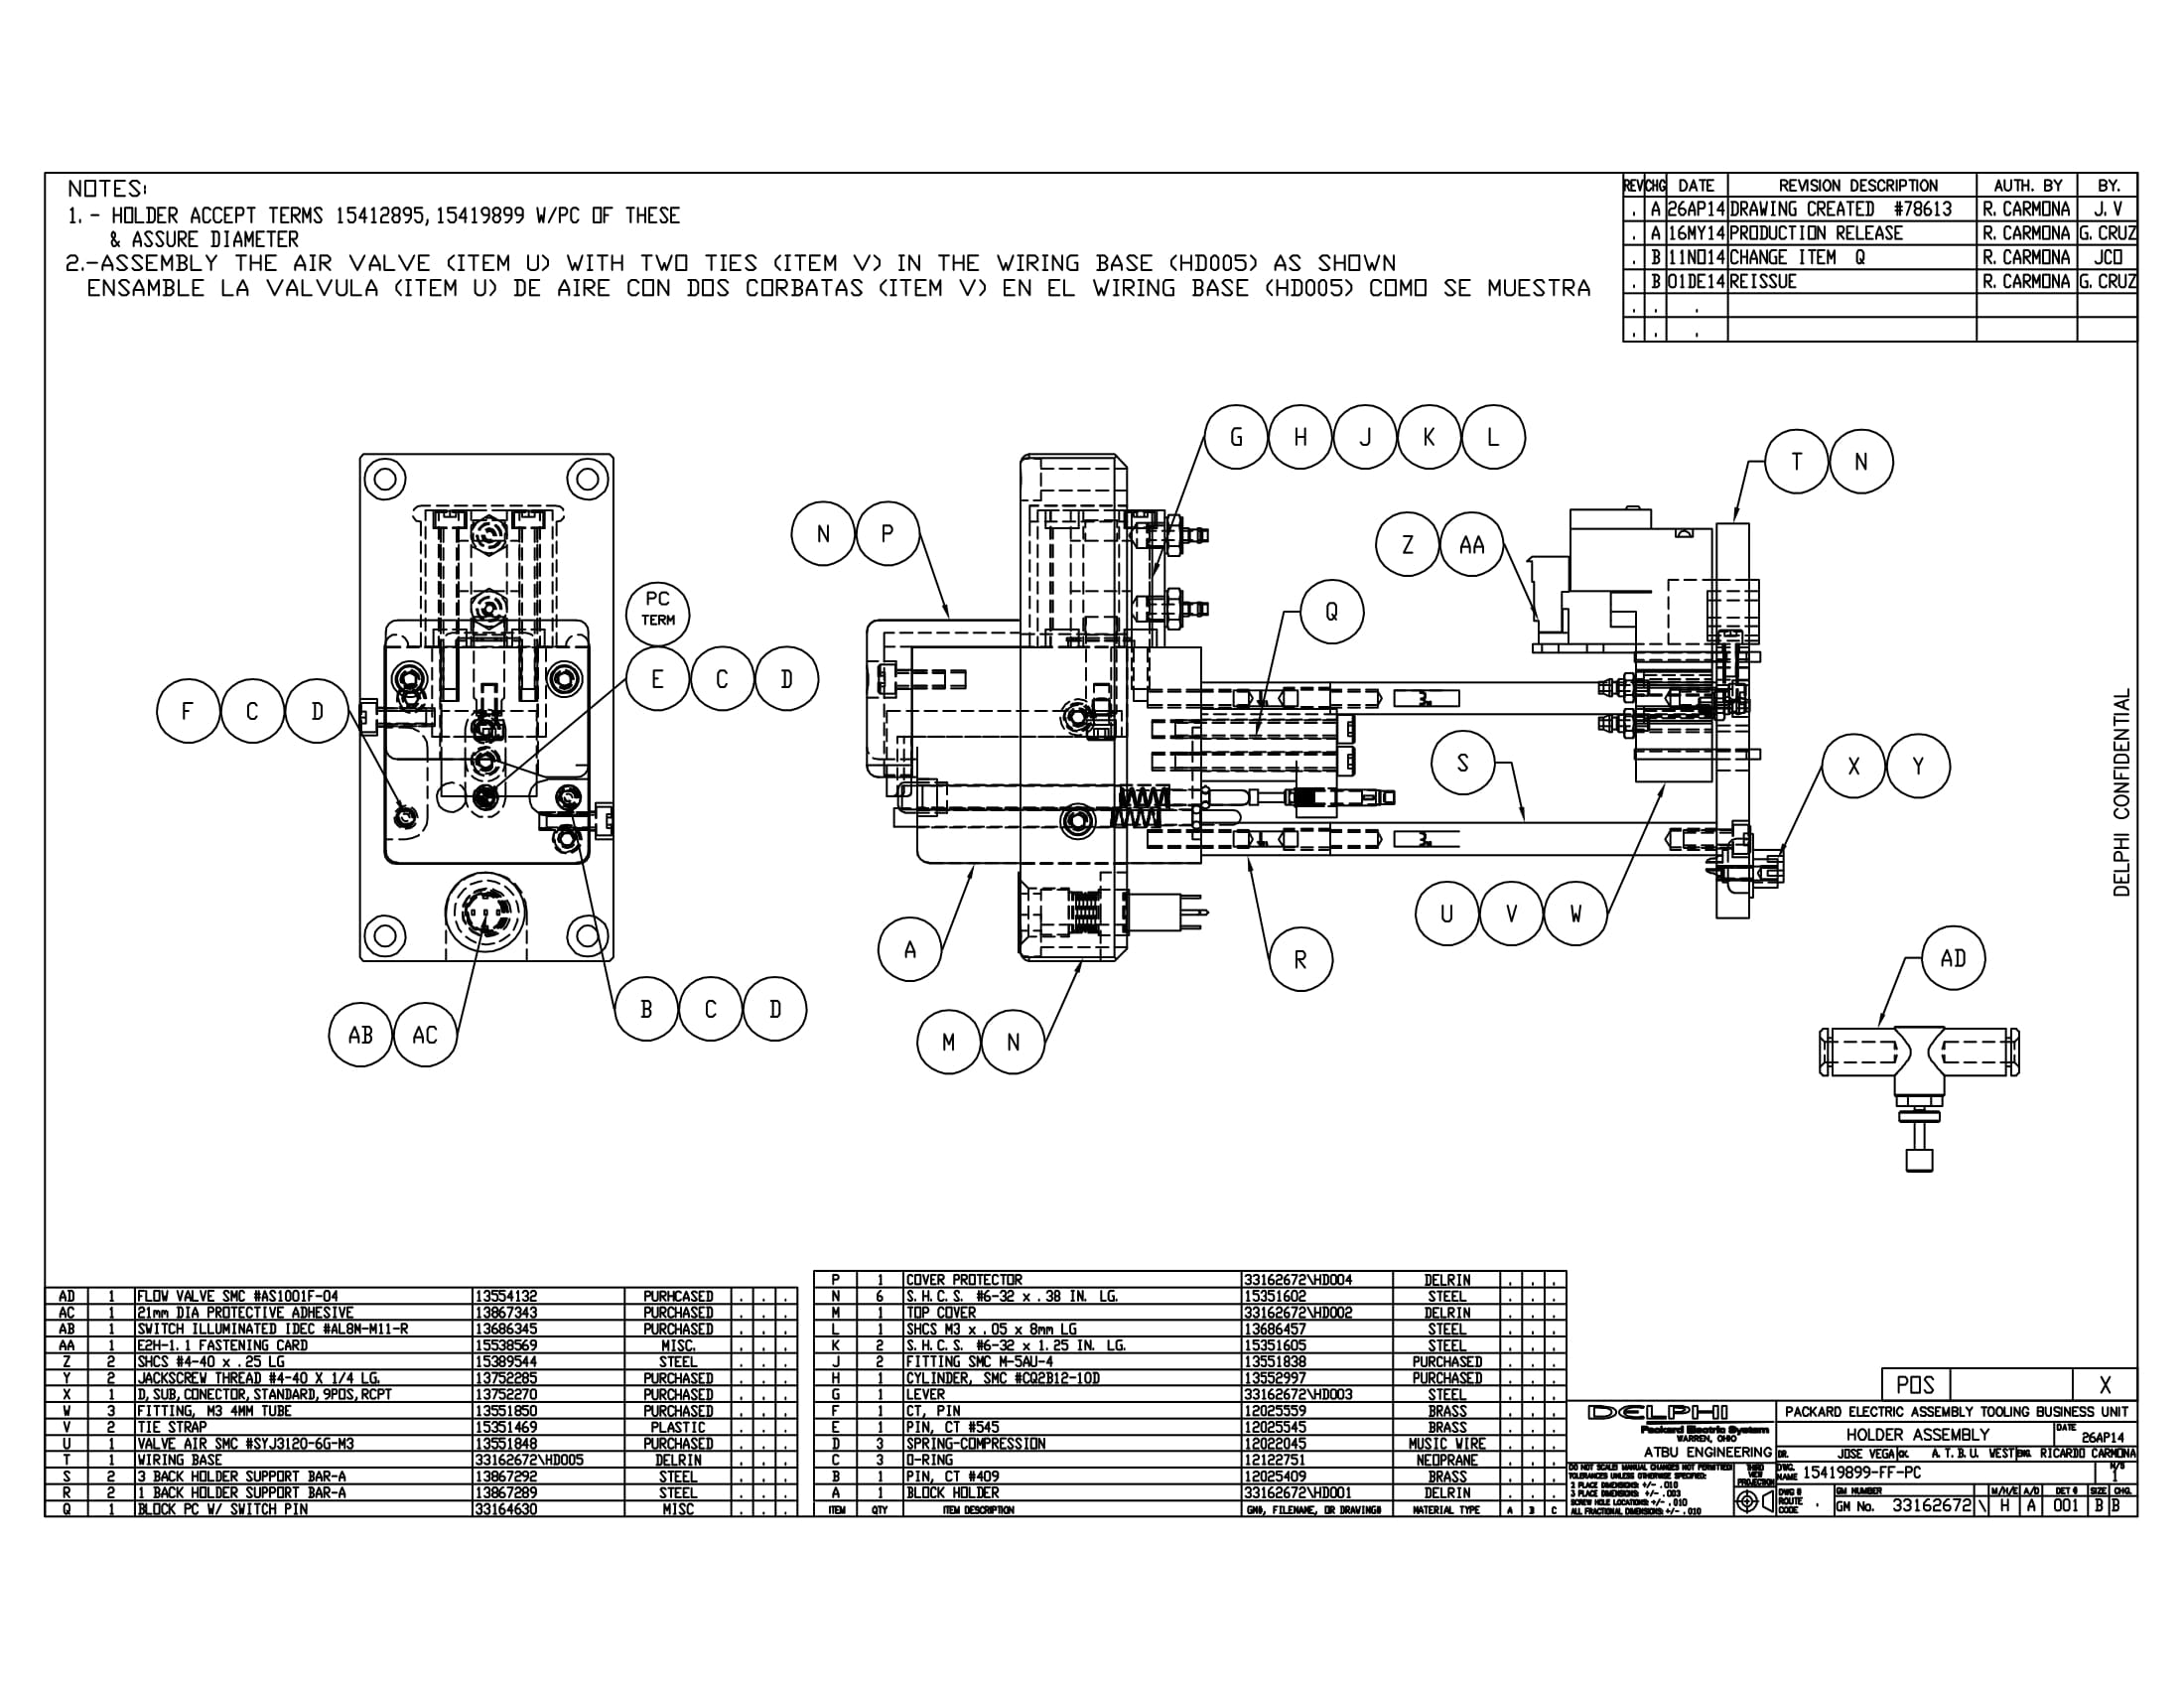 NOTES:
1. - HOLDER ACCEPT TERMS 15412895, 15419899 W/PC OF THESE
& ASSURE DIAMETER
2.-ASSEMBLY THE AIR VALVE (ITEM U) WITH TWO TIES (ITEM V) IN THE WIRING BASE (HD005) AS SHOWN
ENSAMBLE LA VALVULA (ITEM U) DE AIRE CON DOS CORBATAS (ITEM V) EN EL WIRING BASE (HD005) COMO SE MUESTRA
REV CHG DATE REVISION DESCRIPTION AUTH. BY BY.
. A 26AP14 DRAWING CREATED #78613 R. CARMONA J. V
. A 16MY14 PRODUCTION RELEASE R. CARMONA G. CRUZ
. B 11NO14 CHANGE ITEM Q R. CARMONA JCO
. B 01DE14 REISSUE R. CARMONA G. CRUZ
. . .
. . .
G H J K L
T N
N P
Z AA
PC
TERM
Q
E C D
F C D
S
X Y
DELPHI CONFIDENTIAL
U V W
A
R
AD
B C D
AB AC
M N
AD 1 FLOW VALVE SMC #AS1001F-04 13554132 PURHCASED . . .
AC 1 21mm DIA PROTECTIVE ADHESIVE 13867343 PURCHASED . . .
AB 1 SWITCH ILLUMINATED IDEC #AL8M-M11-R 13686345 PURCHASED . . .
AA 1 E2H-1. 1 FASTENING CARD 15538569 MISC. . . .
Z 2 SHCS #4-40 x .25 LG 15389544 STEEL . . .
Y 2 JACKSCREW THREAD #4-40 X 1/4 LG. 13752285 PURCHASED . . .
X 1 D, SUB, CONECTOR, STANDARD, 9POS, RCPT 13752270 PURCHASED . . .
W 3 FITTING, M3 4MM TUBE 13551850 PURCHASED . . .
V 2 TIE STRAP 15351469 PLASTIC . . .
U 1 VALVE AIR SMC #SYJ3120-6G-M3 13551848 PURCHASED . . .
T 1 WIRING BASE 33162672\HD005 DELRIN . . .
S 2 3 BACK HOLDER SUPPORT BAR-A 13867292 STEEL . . .
R 2 1 BACK HOLDER SUPPORT BAR-A 13867289 STEEL . . .
Q 1 BLOCK PC W/ SWITCH PIN 33164630 MISC . . .
P 1 COVER PROTECTOR 33162672\HD004 DELRIN . . .
N 6 S. H. C. S. #6-32 x .38 IN. LG. 15351602 STEEL . . .
M 1 TOP COVER 33162672\HD002 DELRIN . . .
L 1 SHCS M3 x .05 x 8mm LG 13686457 STEEL . . .
K 2 S. H. C. S. #6-32 x 1. 25 IN. LG. 15351605 STEEL . . .
J 2 FITTING SMC M-5AU-4 13551838 PURCHASED . . .
H 1 CYLINDER, SMC #CQ2B12-10D 13552997 PURCHASED . . .
G 1 LEVER 33162672\HD003 STEEL . . .
F 1 CT, PIN 12025559 BRASS . . .
E 1 PIN, CT #545 12025545 BRASS . . .
D 3 SPRING-COMPRESSION 12022045 MUSIC WIRE . . .
C 3 O-RING 12122751 NEOPRANE . . .
B 1 PIN, CT #409 12025409 BRASS . . .
A 1 BLOCK HOLDER 33162672\HD001 DELRIN . . .
ITEM QTY ITEM DESCRIPTION GM#, FILENAME, OR DRAWING# MATERIAL TYPE A B C
POS X
DELPHI
Packard Electric Systems
WARREN, OHIO
ATBU ENGINEERING
PACKARD ELECTRIC ASSEMBLY TOOLING BUSINESS UNIT
HOLDER ASSEMBLY DATE 26AP14
DR. JOSE VEGA CK. A. T. B. U. WEST ENG. RICARDO CARMONA
DO NOT SCALE: MANUAL CHANGES NOT PERMITTED
TOLERANCES UNLESS OTHERWISE SPECIFIED:
2 PLACE DIMENSIONS: +/- .010
3 PLACE DIMENSIONS: +/- .003
SCREW HOLE LOCATIONS: +/- .010
ALL FRACTIONAL DIMENSIONS: +/- .010
THIRD VIEW PROJECTION
DWG. NAME 15419899-FF-PC
1
DWG # ROUTE CODE .
GM NUMBER M/H/E A/D DET # SIZE CHG.
GM No. 33162672 \ H A 001 B B